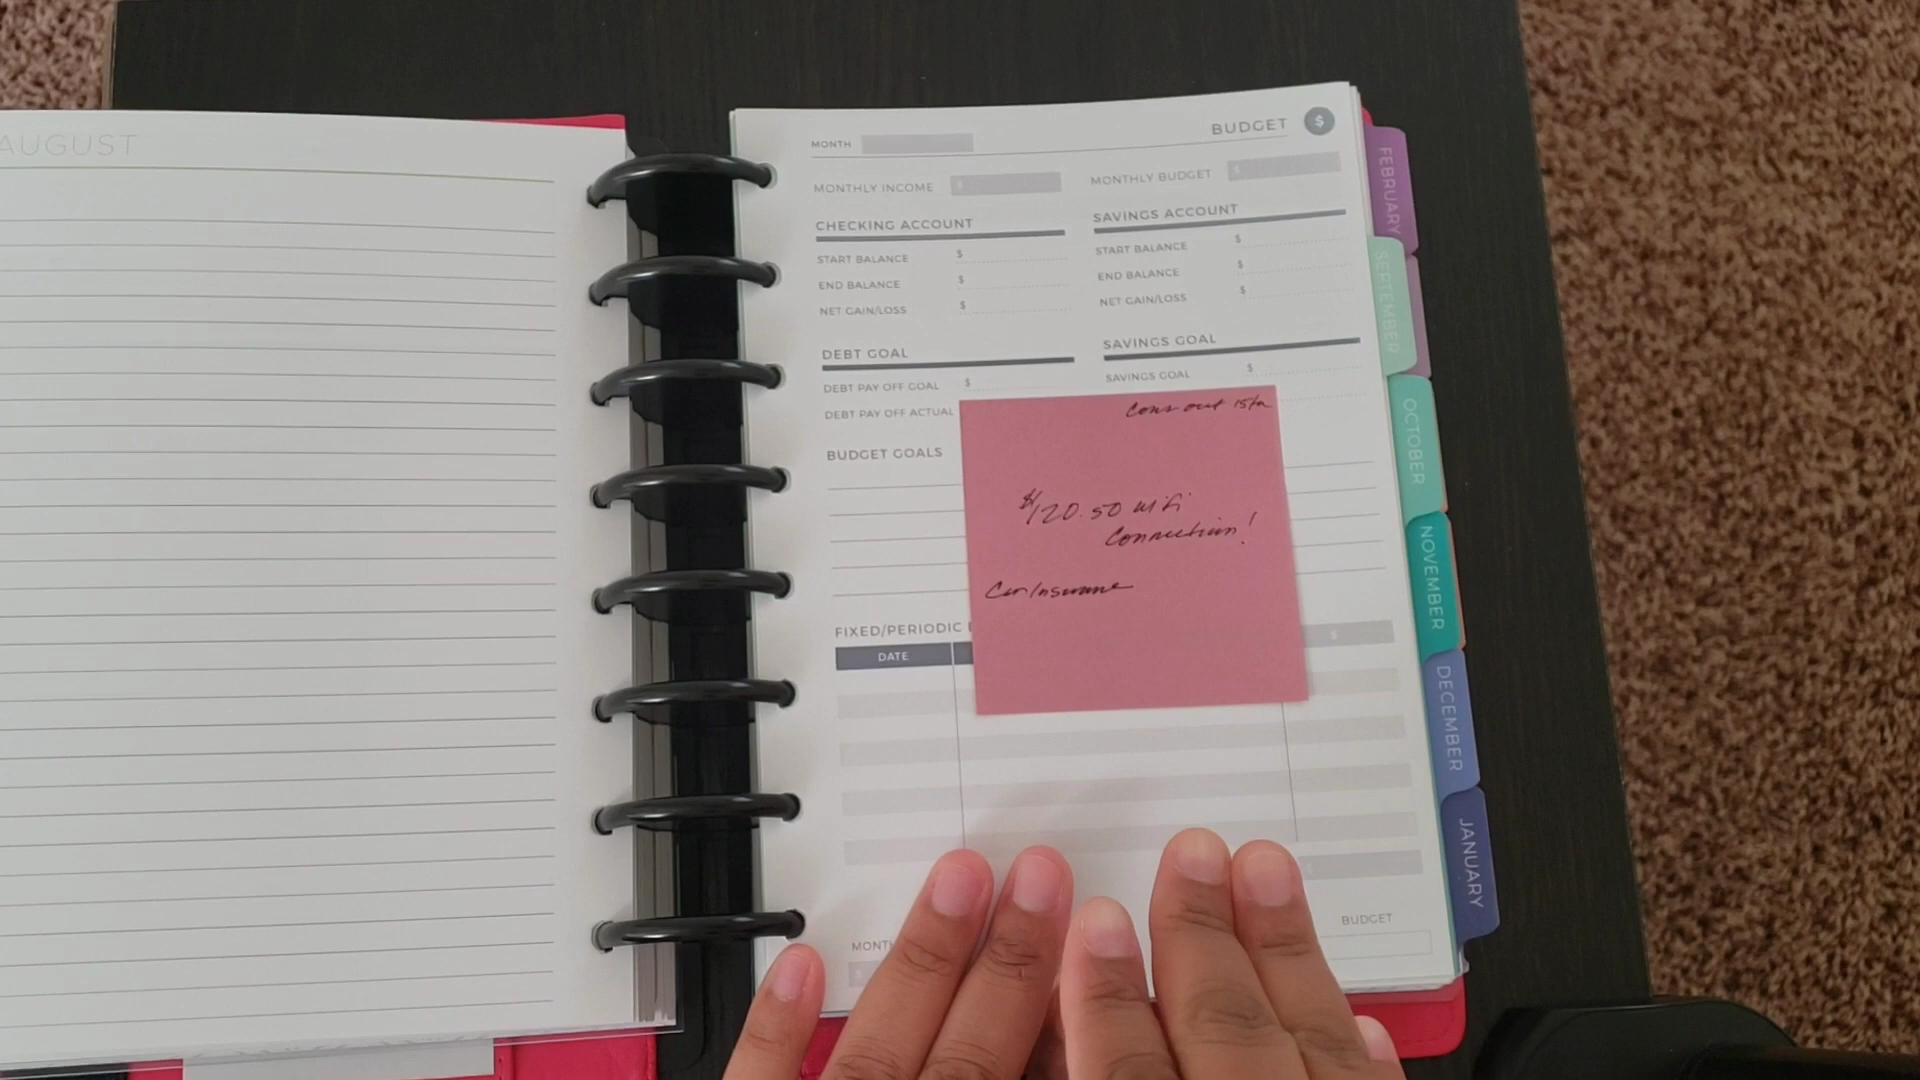 AUGUST
MONTH
BUDGET $
MONTHLY INCOME $
MONTHLY BUDGET $
CHECKING ACCOUNT
START BALANCE $
END BALANCE $
NET GAIN/LOSS $
SAVINGS ACCOUNT
START BALANCE $
END BALANCE $
NET GAIN/LOSS $
DEBT GOAL
DEBT PAY OFF GOAL $
DEBT PAY OFF ACTUAL
SAVINGS GOAL
SAVINGS GOAL $
BUDGET GOALS
out
$120.50 wifi
Connection!
Car Insurance
FIXED/PERIODIC
$
DATE
MONTH
BUDGET
FEBRUARY
SEPTEMBER
OCTOBER
NOVEMBER
DECEMBER
JANUARY